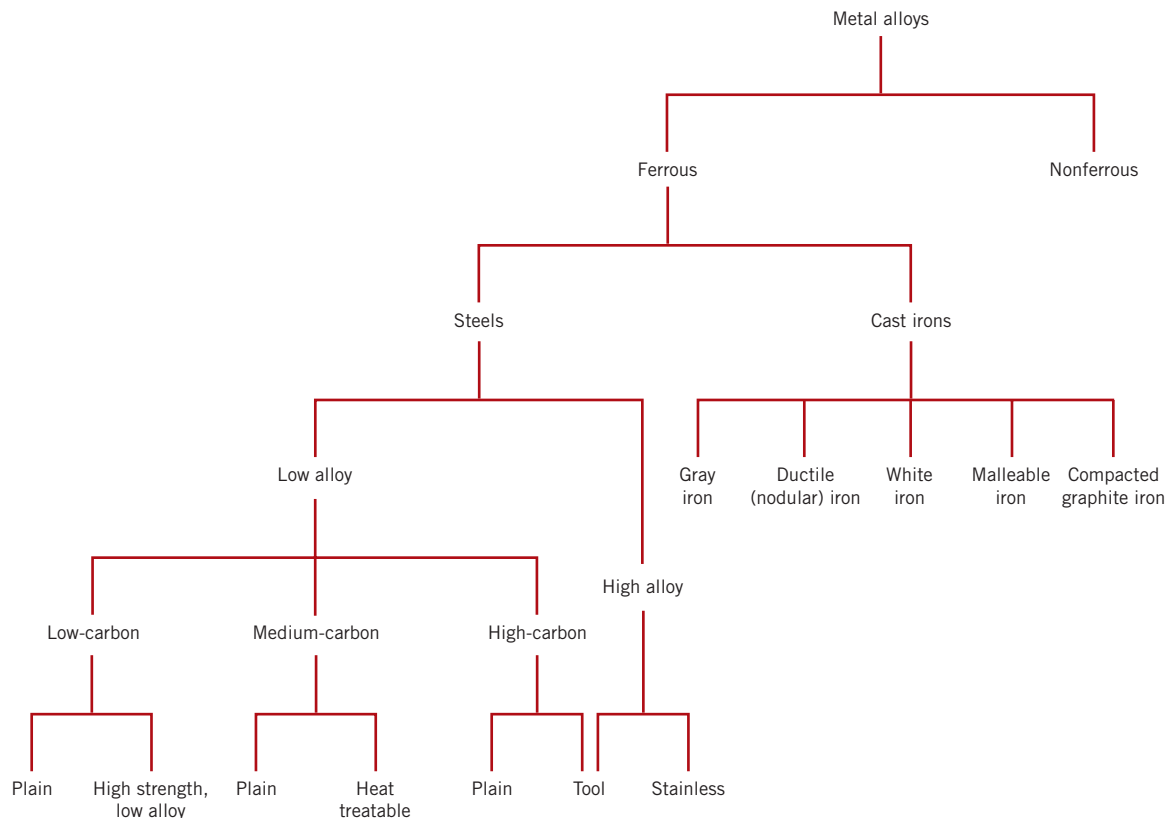 Metal alloys
Ferrous
Nonferrous
Steels
Cast irons
Low alloy
Gray
iron
Ductile
(nodular) iron
White
iron
Malleable
iron
Compacted
graphite iron
High alloy
Low-carbon
Medium-carbon
High-carbon
Plain
High strength,
low alloy
Plain
Heat
treatable
Plain
Tool
Stainless